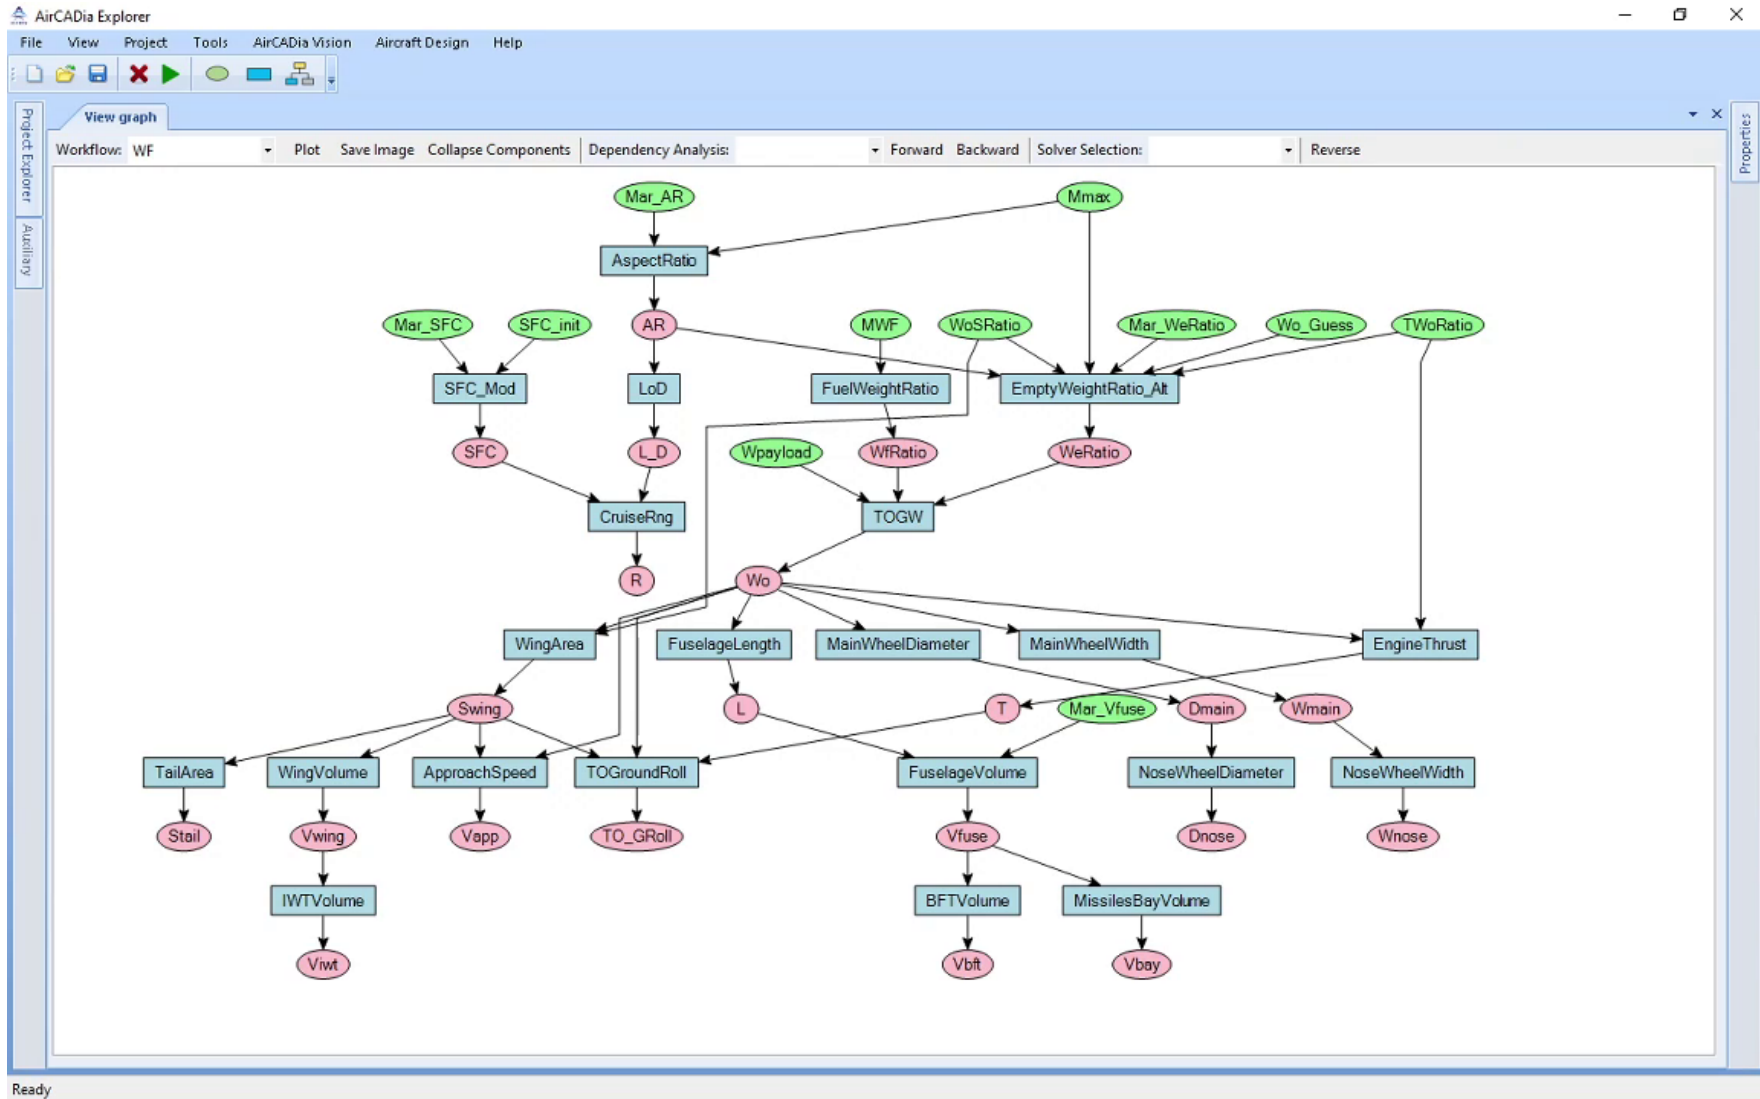 AirCADia Explorer
File View Project Tools AirCADia Vision Aircraft Design Help
Project Explorer
Auxiliary
View graph
Properties
Workflow: WF Plot Save Image Collapse Components Dependency Analysis: Forward Backward Solver Selection: Reverse
Mar_AR Mmax
AspectRatio
Mar_SFC SFC_init AR MWF WoSRatio Mar_WeRatio Wo_Guess TWoRatio
SFC_Mod LoD FuelWeightRatio EmptyWeightRatio_Alt
SFC L_D Wpayload WfRatio WeRatio
CruiseRng TOGW
R Wo
WingArea FuselageLength MainWheelDiameter MainWheelWidth EngineThrust
Swing L T Mar_Vfuse Dmain Wmain
TailArea WingVolume ApproachSpeed TOGroundRoll FuselageVolume NoseWheelDiameter NoseWheelWidth
Stail Vwing Vapp TO_GRoll Vfuse Dnose Wnose
IWTVolume BFTVolume MissilesBayVolume
Viwt Vbft Vbay
Ready